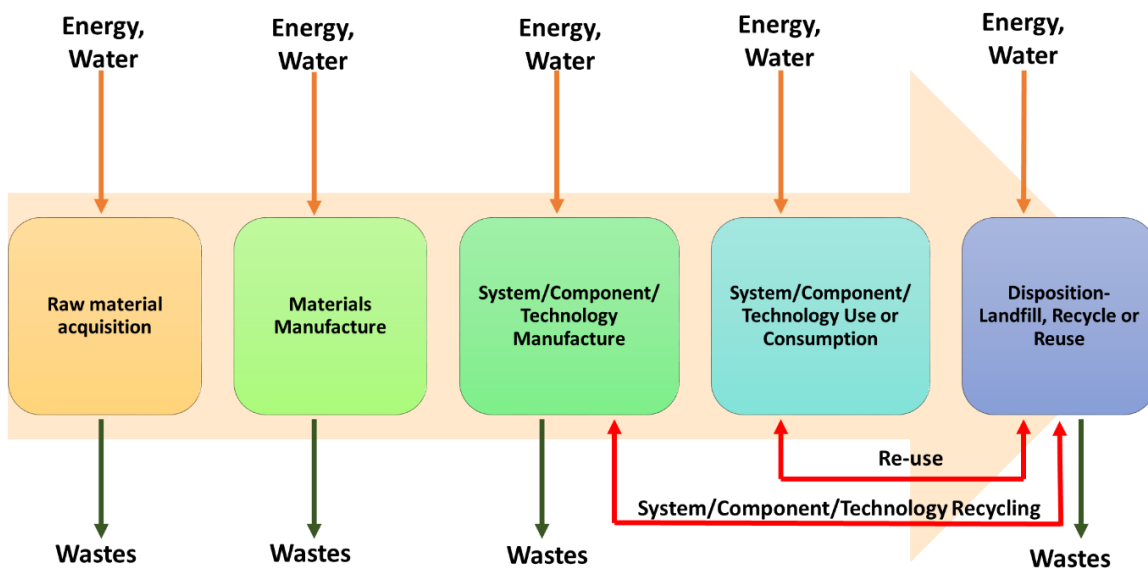 Energy,
Water
Energy,
Water
Energy,
Water
Energy,
Water
Energy,
Water
Raw material
acquisition
Materials
Manufacture
System/Component/
Technology
Manufacture
System/Component/
Technology Use or
Consumption
Disposition-
Landfill, Recycle or
Reuse
Re-use
System/Component/Technology Recycling
Wastes
Wastes
Wastes
Wastes